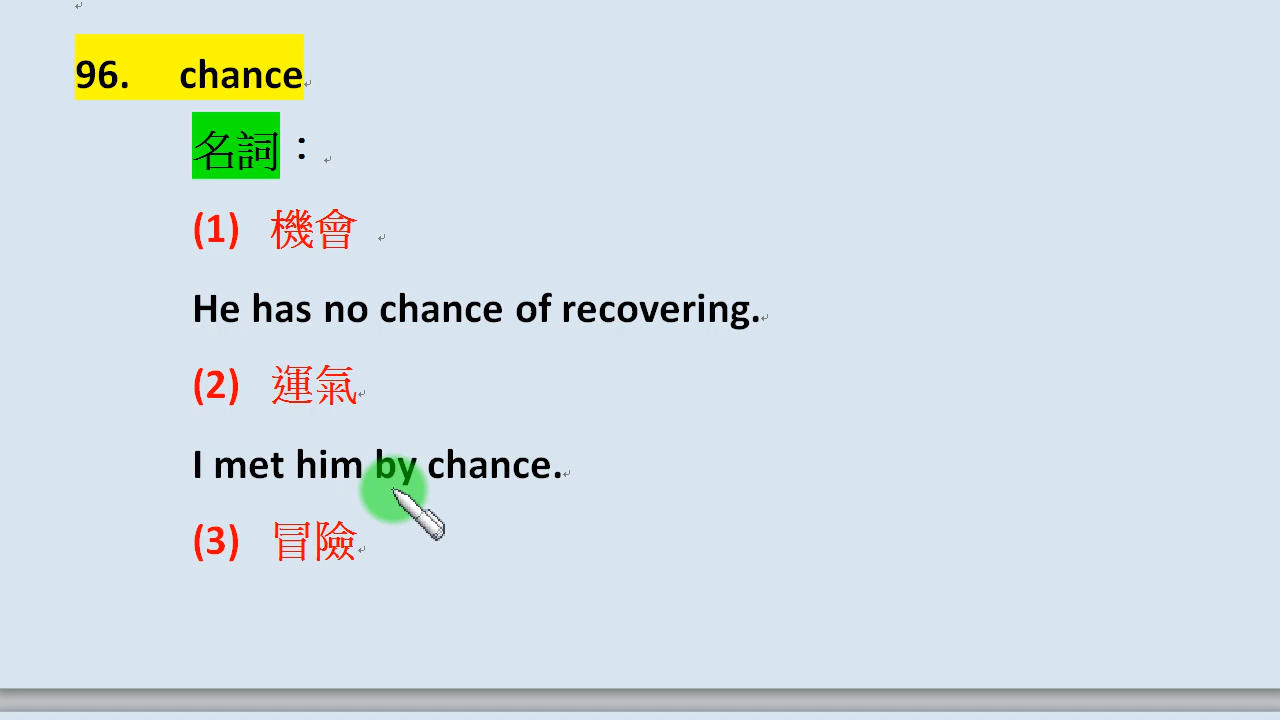 96. chance
名詞：
(1) 機會
He has no chance of recovering.
(2) 運氣
I met him by chance.
(3) 冒險